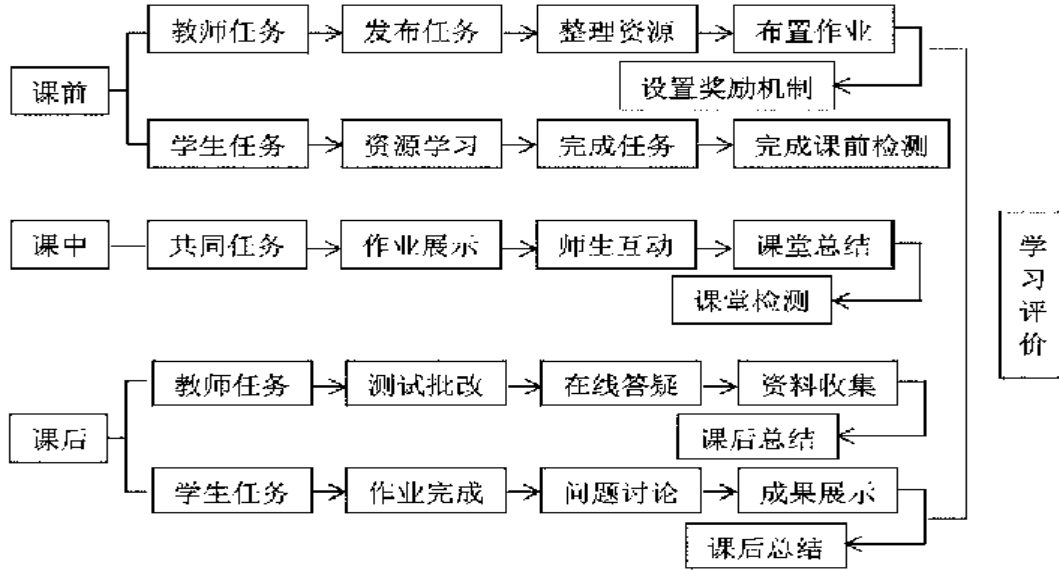 教师任务
发布任务
整理资源
布置作业
设置奖励机制
课前
学生任务
资源学习
完成任务
完成课前检测
课中
共同任务
作业展示
师生互动
课堂总结
课堂检测
学习评价
教师任务
测试批改
在线答疑
资料收集
课后总结
课后
学生任务
作业完成
问题讨论
成果展示
课后总结